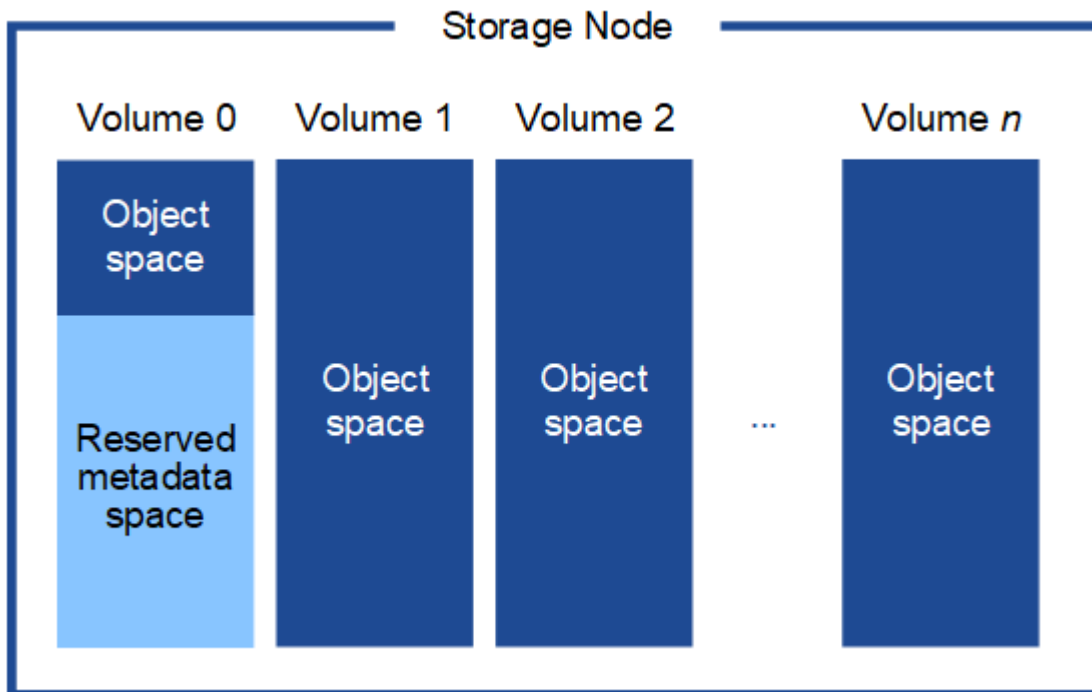 Storage Node
Volume 0
Volume 1
Volume 2
Volume n
Object
space
Reserved
metadata
space
Object
space
Object
space
...
Object
space